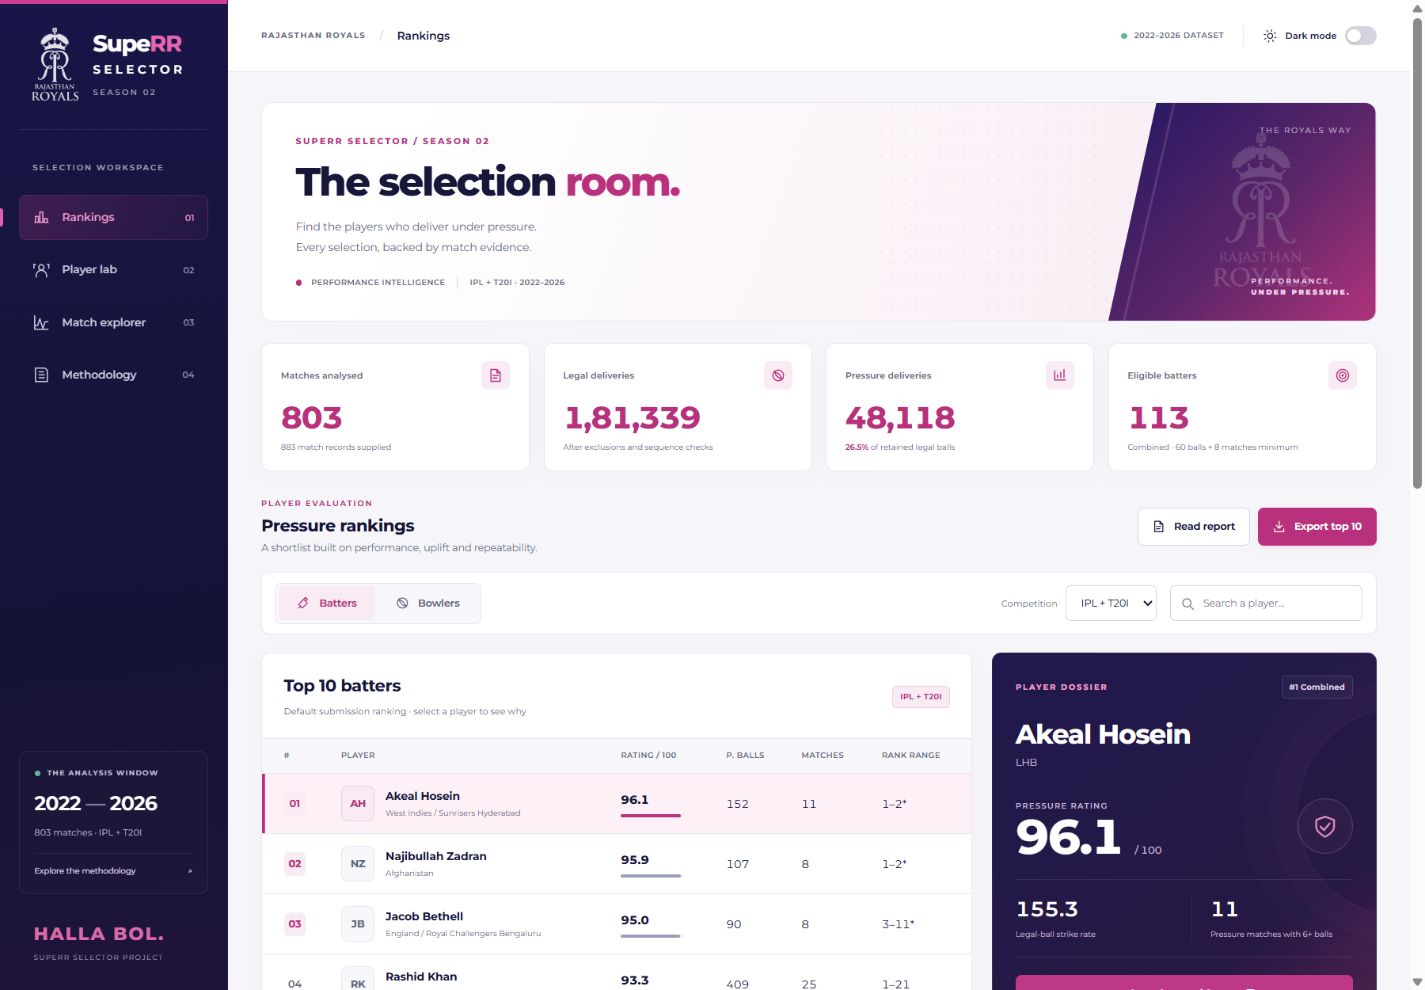 RAJASTHAN
ROYALS
SupeRR
SELECTOR
SEASON 02
SELECTION WORKSPACE
Rankings 01
Player lab 02
Match explorer 03
Methodology 04
THE ANALYSIS WINDOW
2022 — 2026
803 matches · IPL + T20I
Explore the methodology
HALLA BOL.
SUPERR SELECTOR PROJECT
RAJASTHAN ROYALS / Rankings
2022–2026 DATASET
Dark mode
SUPERR SELECTOR / SEASON 02
The selection room.
Find the players who deliver under pressure.
Every selection, backed by match evidence.
PERFORMANCE INTELLIGENCE
IPL + T20I · 2022–2026
THE ROYALS WAY
RAJASTHAN
ROYALS
PERFORMANCE.
UNDER PRESSURE.
Matches analysed
803
883 match records supplied
Legal deliveries
1,81,339
After exclusions and sequence checks
Pressure deliveries
48,118
26.5% of retained legal balls
Eligible batters
113
Combined · 60 balls + 8 matches minimum
PLAYER EVALUATION
Pressure rankings
A shortlist built on performance, uplift and repeatability.
Read report
Export top 10
Batters
Bowlers
Competition
IPL + T20I
Search a player...
Top 10 batters
Default submission ranking · select a player to see why
IPL + T20I
# PLAYER RATING / 100 P. BALLS MATCHES RANK RANGE
01 AH Akeal Hosein 96.1 152 11 1–2*
West Indies / Sunrisers Hyderabad
02 NZ Najibullah Zadran 95.9 107 8 1–2*
Afghanistan
03 JB Jacob Bethell 95.0 90 8 3–11*
England / Royal Challengers Bengaluru
04 RK Rashid Khan 93.3 409 25 1–21
PLAYER DOSSIER
#1 Combined
Akeal Hosein
LHB
PRESSURE RATING
96.1 / 100
155.3
Legal-ball strike rate
11
Pressure matches with 6+ balls